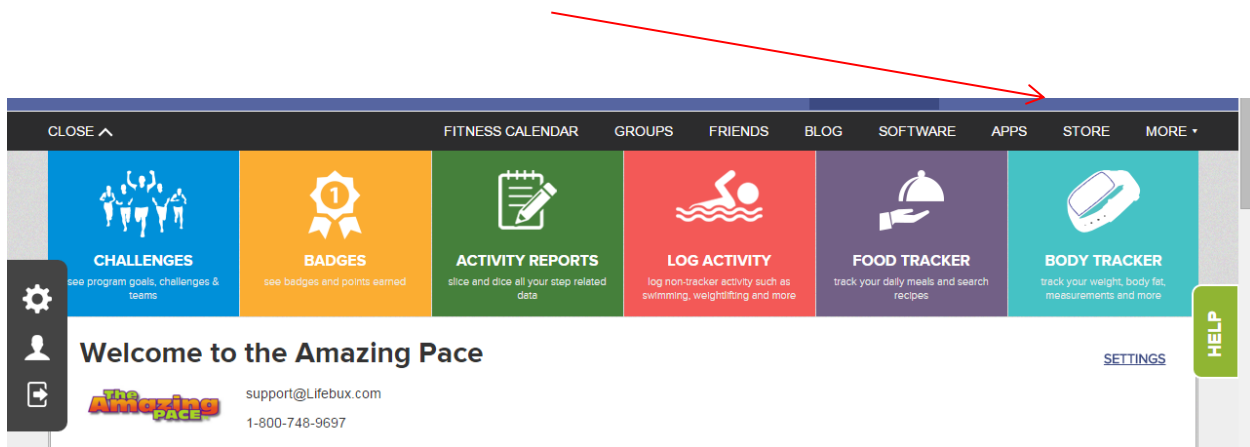 CLOSE
FITNESS CALENDAR GROUPS FRIENDS BLOG SOFTWARE APPS STORE MORE
1
CHALLENGES
see program goals, challenges &
teams
BADGES
see badges and points earned
ACTIVITY REPORTS
slice and dice all your step related
data
LOG ACTIVITY
log non-tracker activity such as
swimming, weightlifting and more
FOOD TRACKER
track your daily meals and search
recipes
BODY TRACKER
track your weight, body fat,
measurements and more
HELP
Welcome to the Amazing Pace
SETTINGS
The
Amazing
PACE
support@Lifebux.com
1-800-748-9697